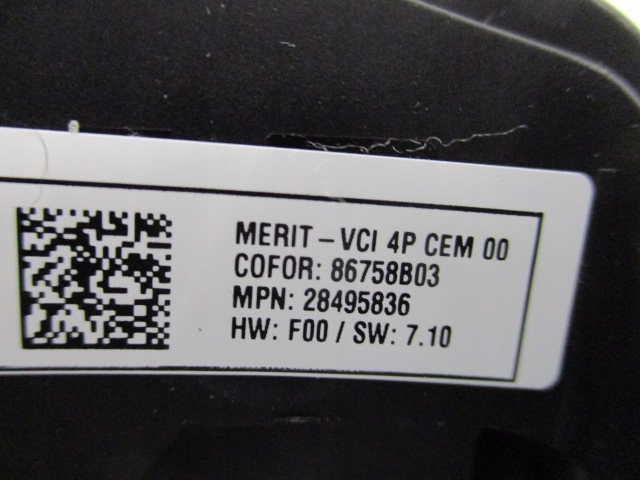 MERIT - VCI 4P CEM 00
COFOR: 86758B03
MPN: 28495836
HW: F00 / SW: 7.10